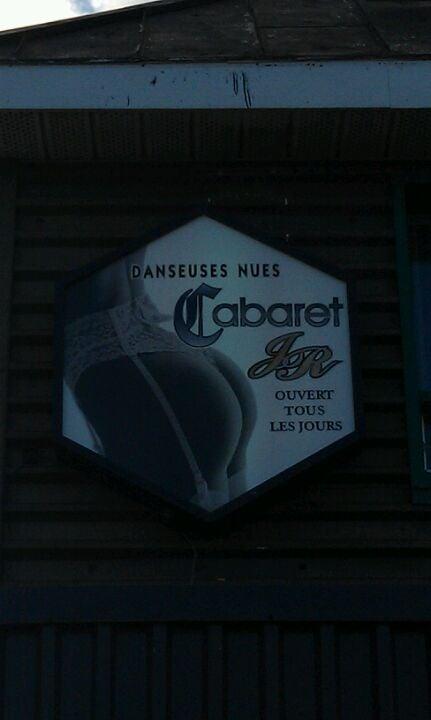 DANSEUSES NUES
Cabaret
JR
OUVERT
TOUS
LES JOURS